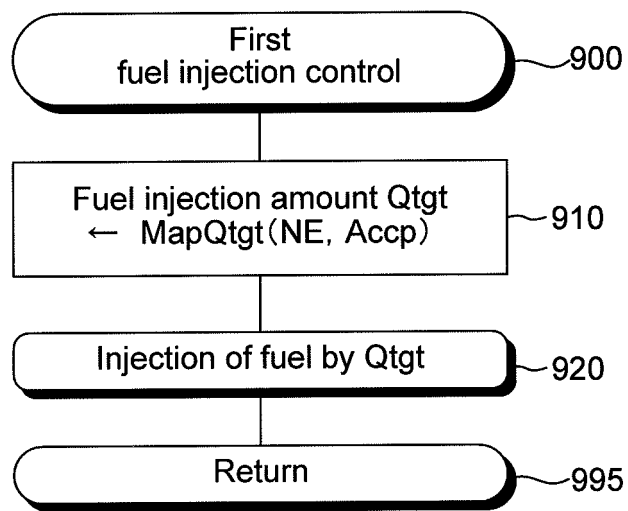 First
fuel injection control
900
Fuel injection amount Qtgt
← MapQtgt(NE, Accp)
910
Injection of fuel by Qtgt
920
Return
995